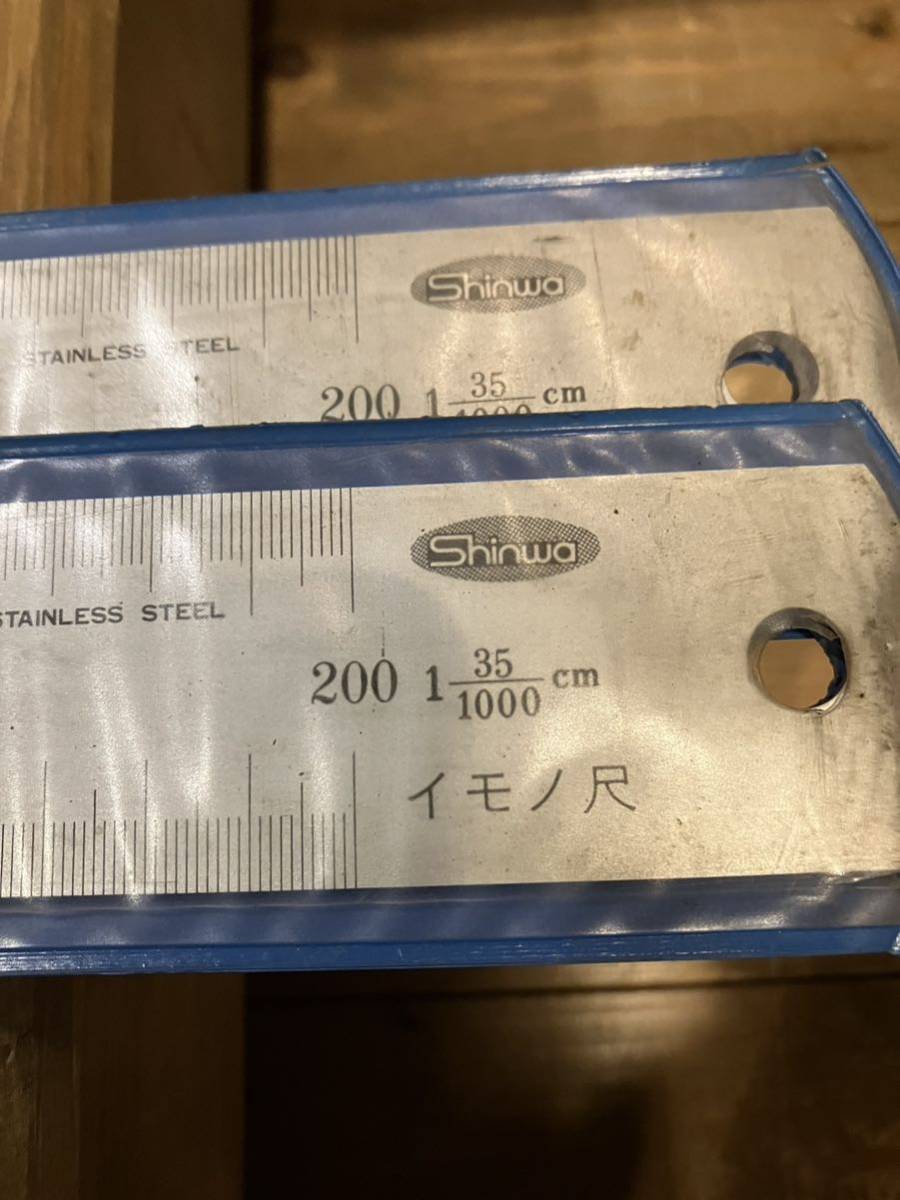 Shinwa
STAINLESS STEEL
200 1 35/1000 cm
Shinwa
STAINLESS STEEL
200 1 35/1000 cm
イモノ尺